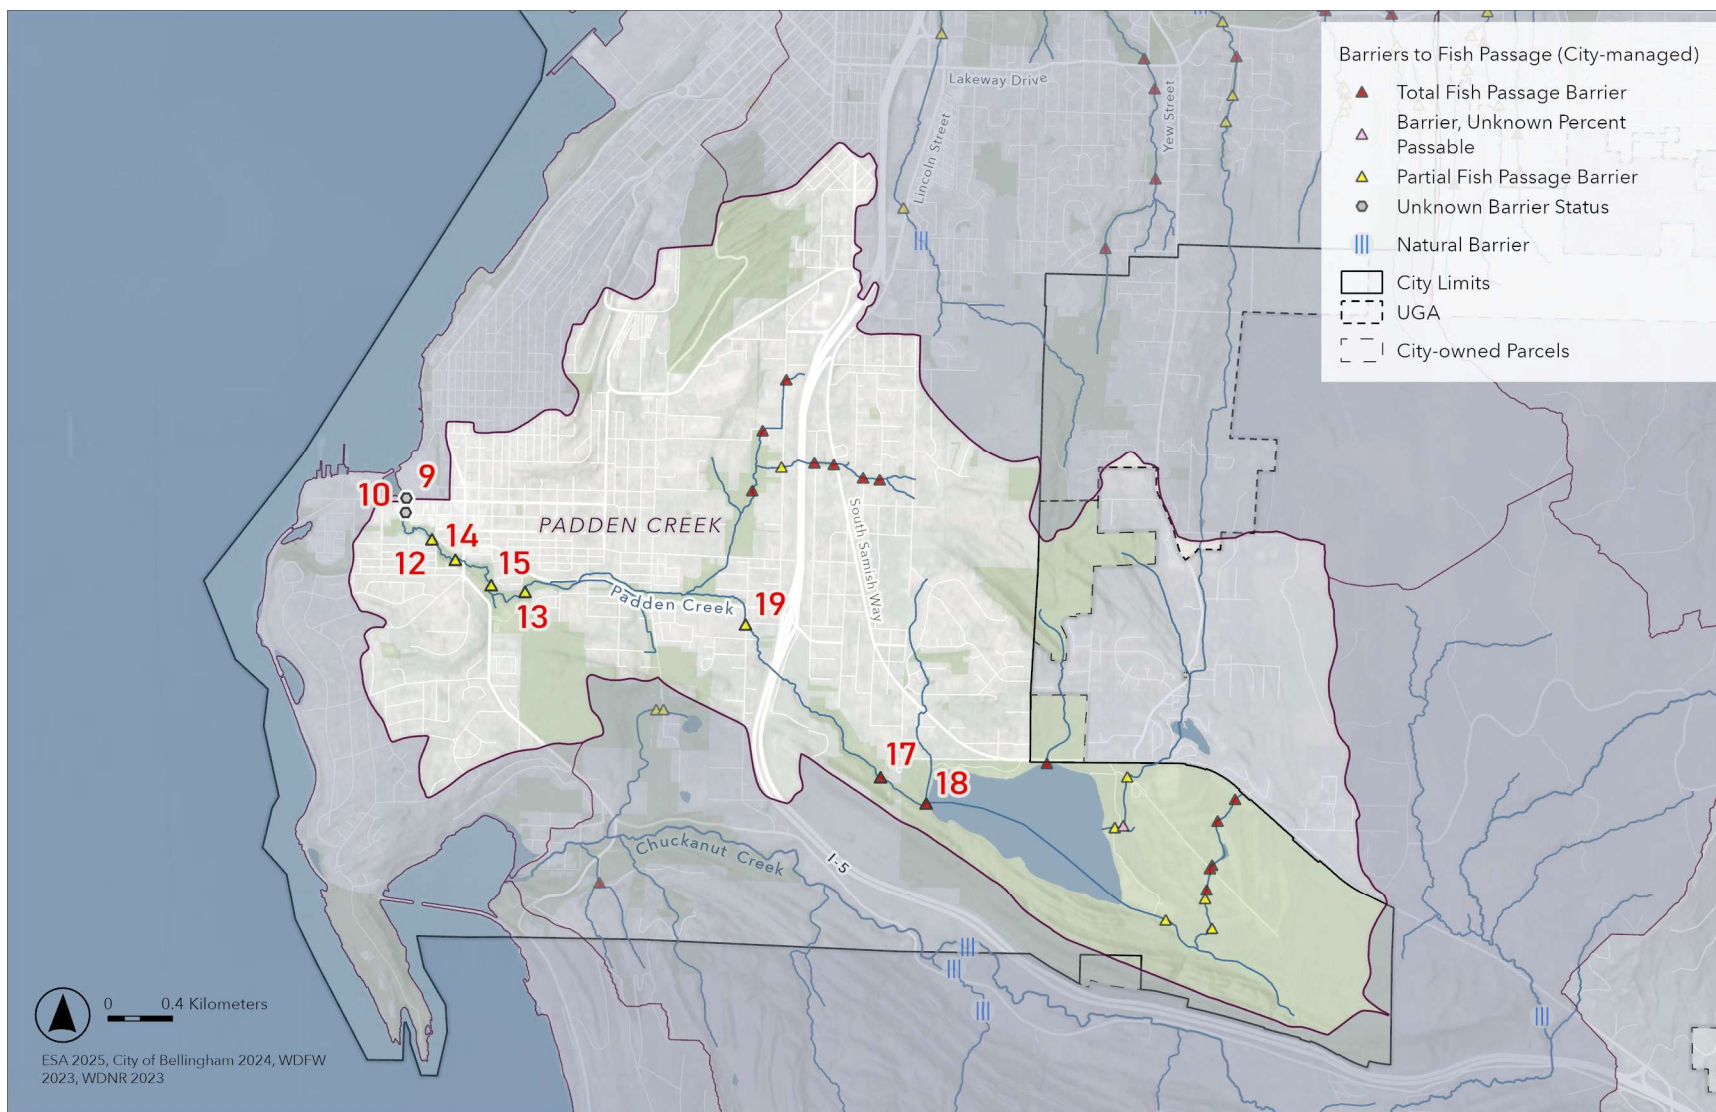 Barriers to Fish Passage (City-managed)
Total Fish Passage Barrier
Barrier, Unknown Percent
Passable
Partial Fish Passage Barrier
Unknown Barrier Status
Natural Barrier
City Limits
UGA
City-owned Parcels
Lakeway Drive
Lincoln Street
Yew Street
9
10
PADDEN CREEK
South Samish Way
14
12
15
13
Padden Creek
19
17
18
Chuckanut Creek
I-5
0 0.4 Kilometers
ESA 2025, City of Bellingham 2024, WDFW
2023, WDNR 2023